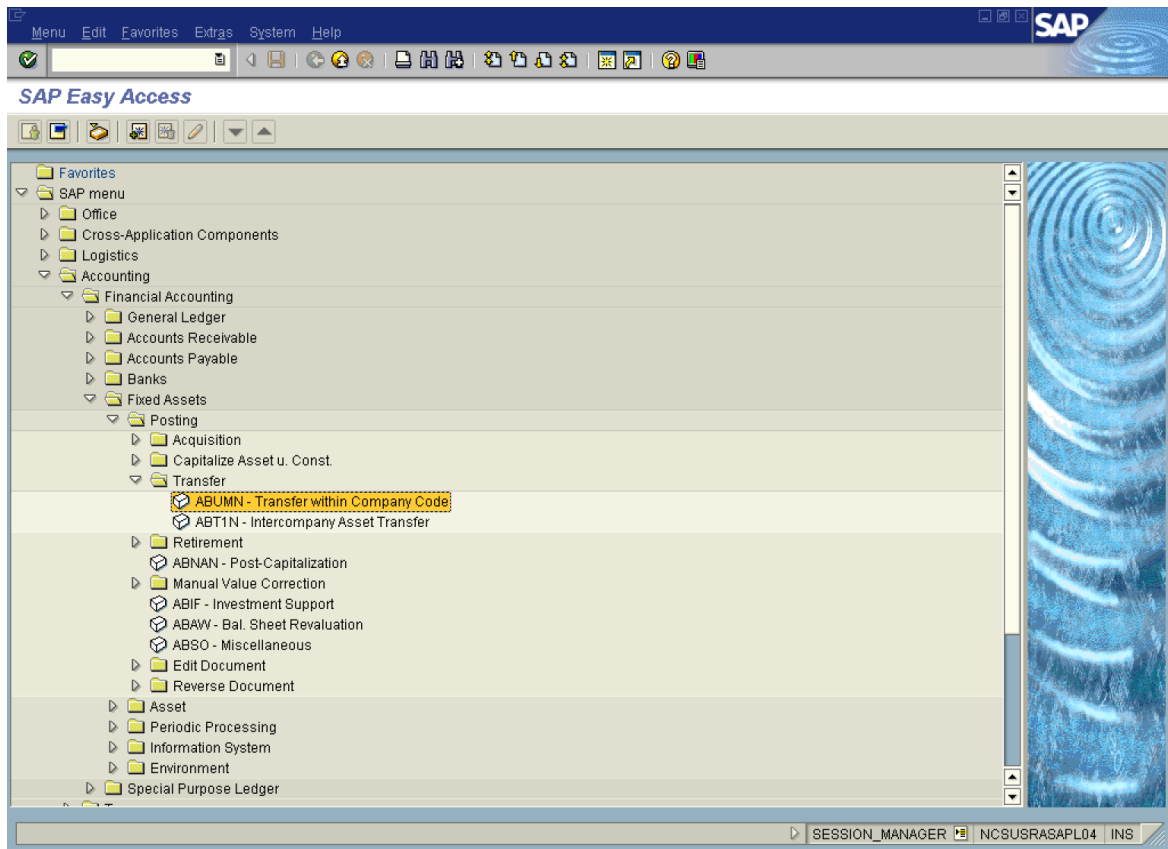 Menu Edit Favorites Extras System Help
SAP
SAP Easy Access
Favorites
SAP menu
Office
Cross-Application Components
Logistics
Accounting
Financial Accounting
General Ledger
Accounts Receivable
Accounts Payable
Banks
Fixed Assets
Posting
Acquisition
Capitalize Asset u. Const.
Transfer
ABUMN - Transfer within Company Code
ABT1N - Intercompany Asset Transfer
Retirement
ABNAN - Post-Capitalization
Manual Value Correction
ABIF - Investment Support
ABAW - Bal. Sheet Revaluation
ABSO - Miscellaneous
Edit Document
Reverse Document
Asset
Periodic Processing
Information System
Environment
Special Purpose Ledger
SESSION_MANAGER NCSUSRASAPL04 INS